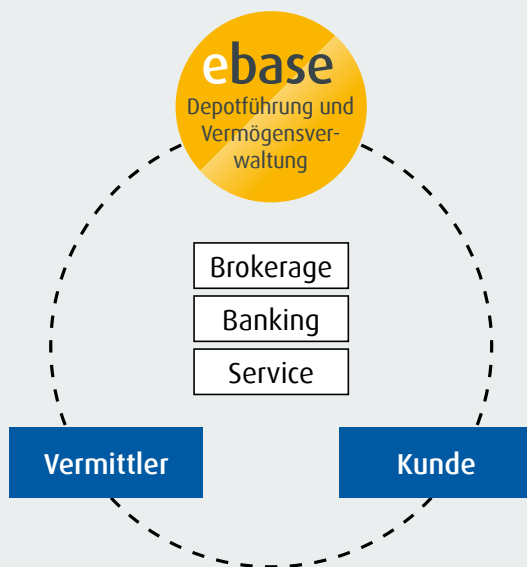 ebase
Depotführung und
Vermögensver-
waltung
Brokerage
Banking
Service
Vermittler
Kunde